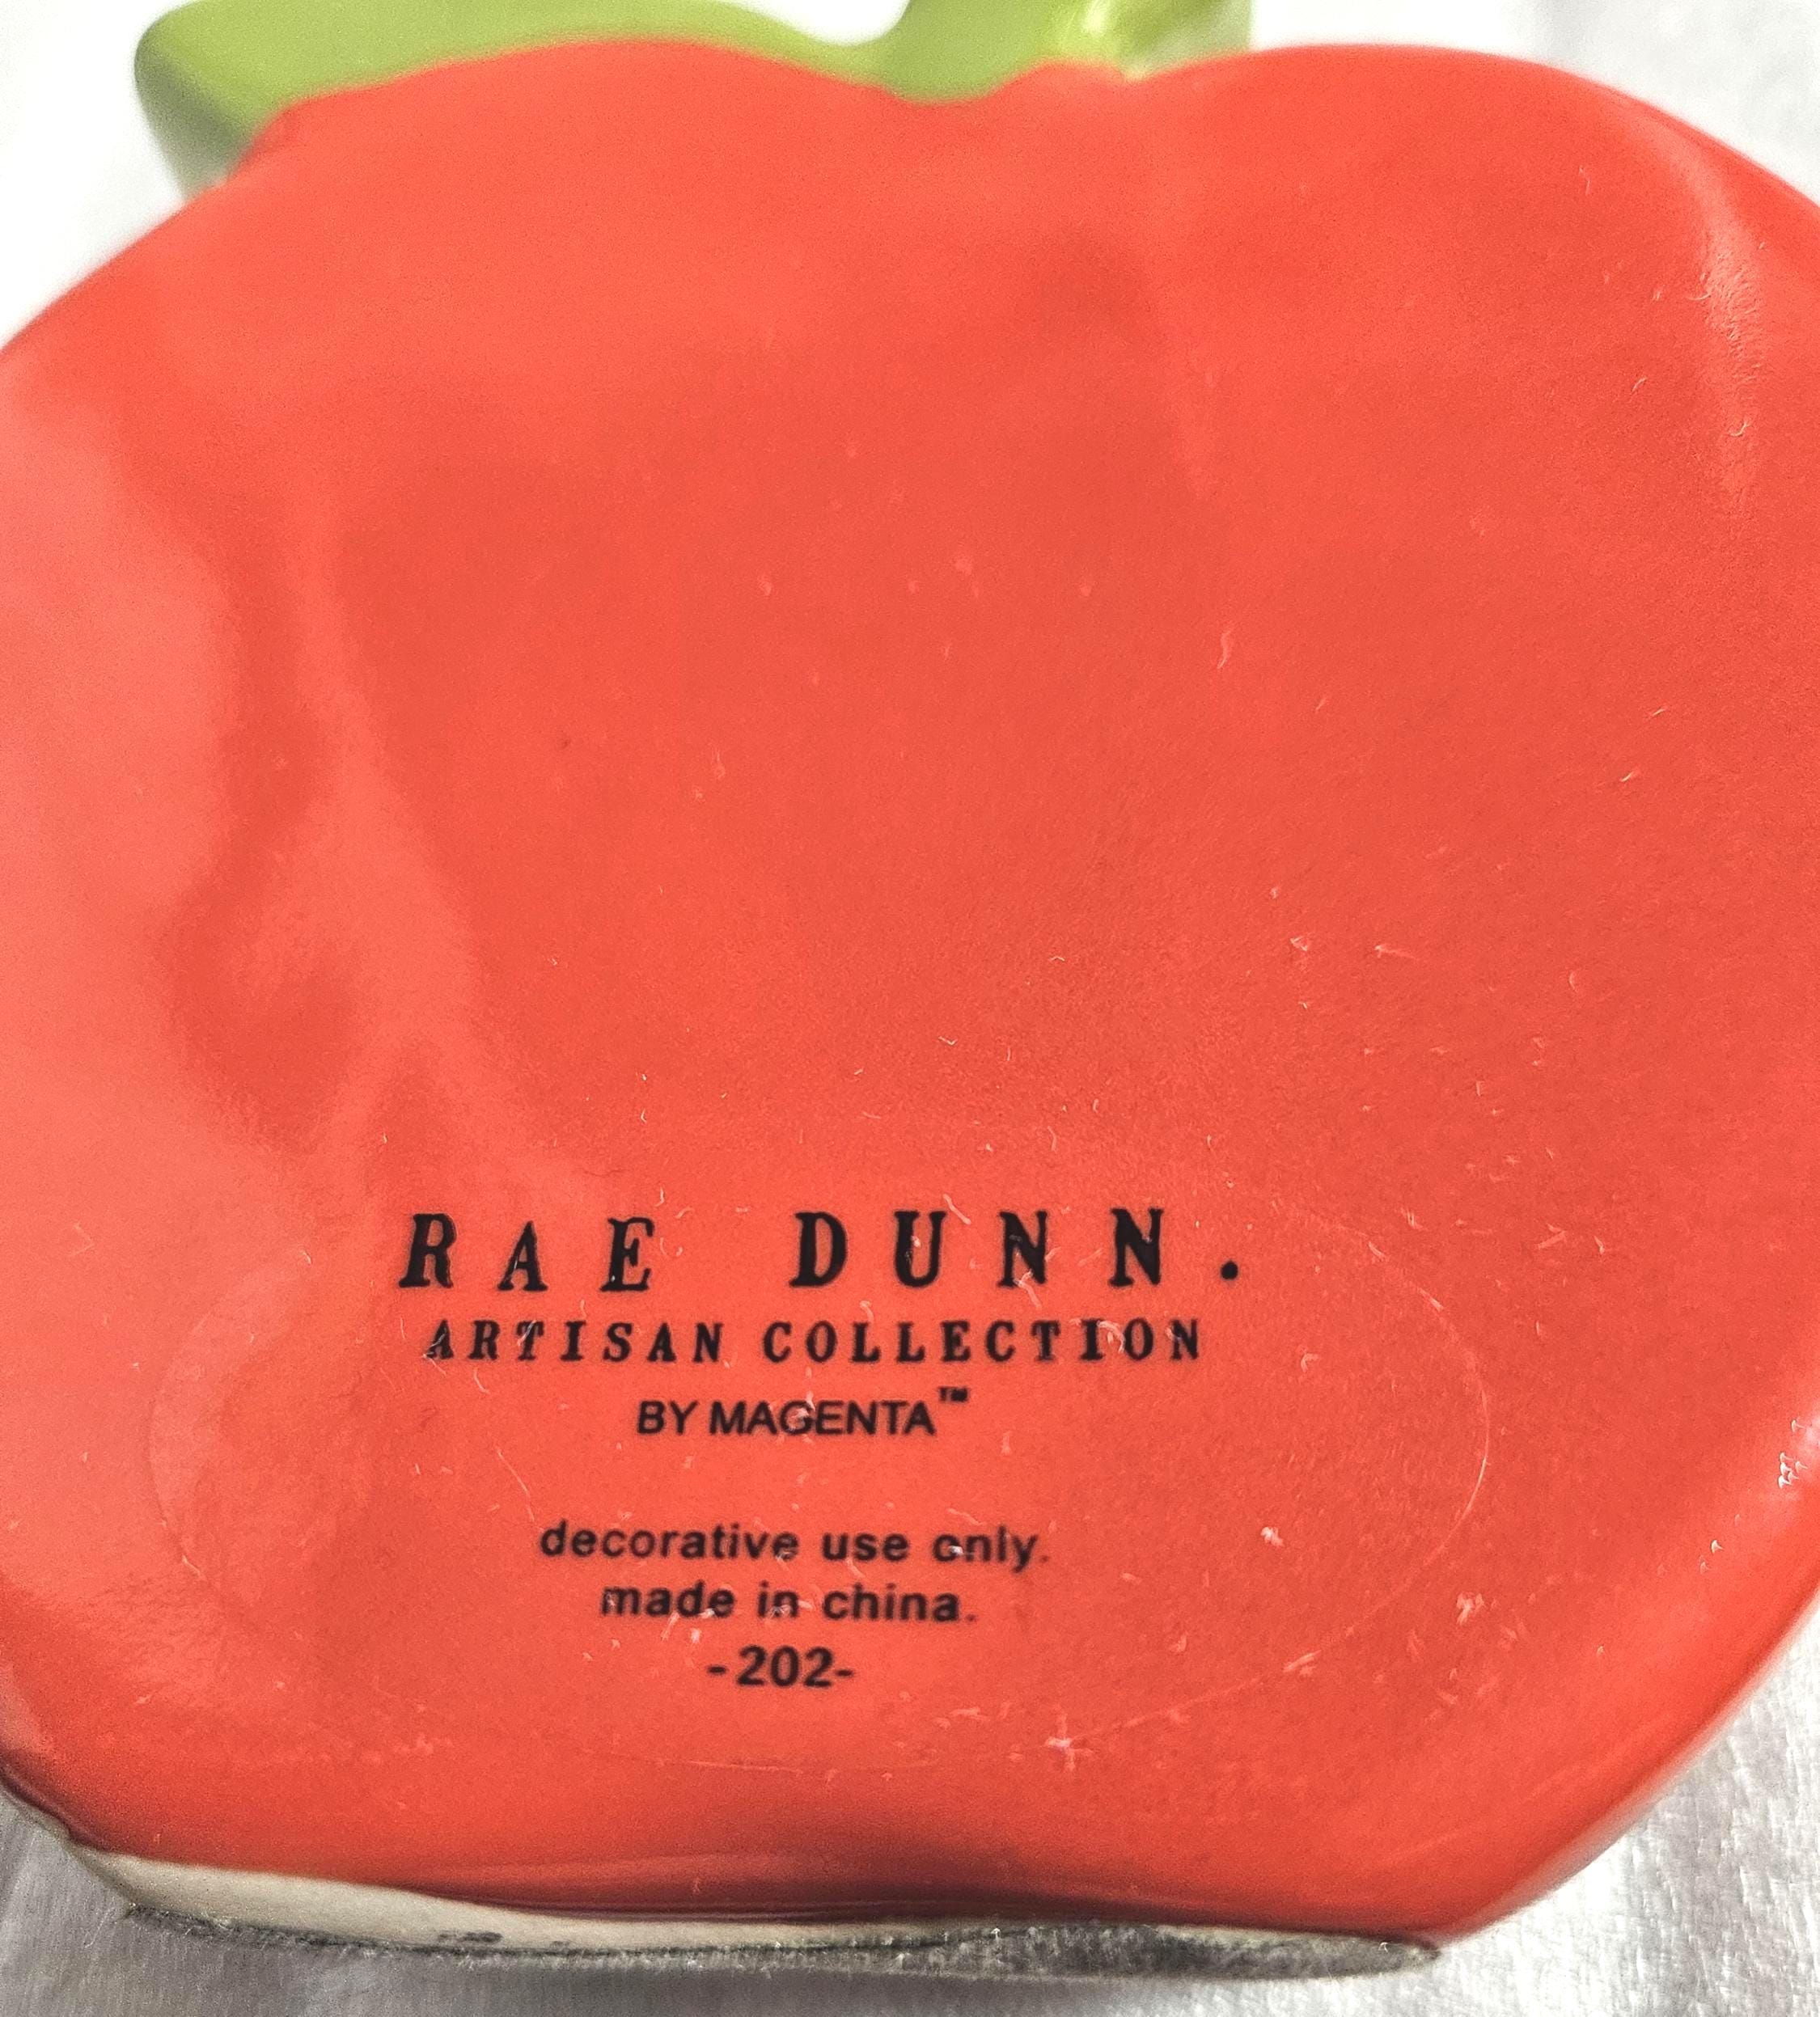 RAE DUNN.
ARTISAN COLLECTION
BY MAGENTA™
decorative use only.
made in china.
-202-